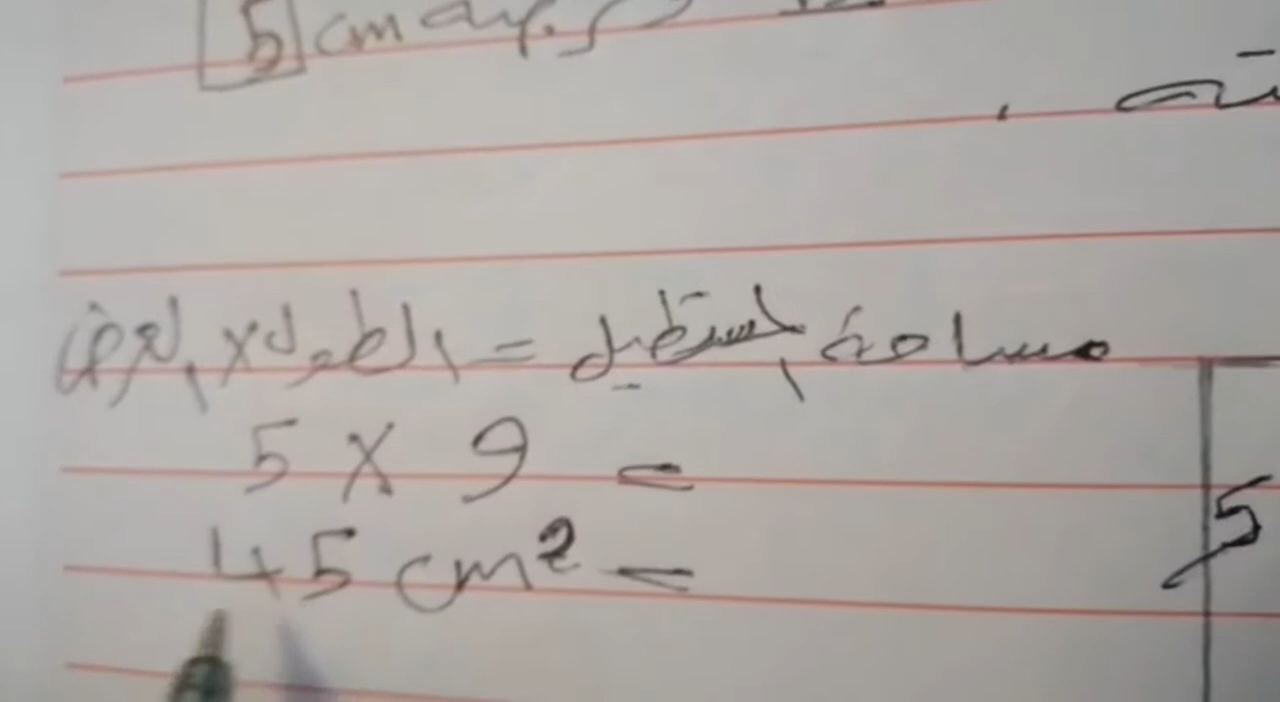 5 cm
مساحة المستطيل = الطول x العرض
5 x 9 =
45 cm² =
5